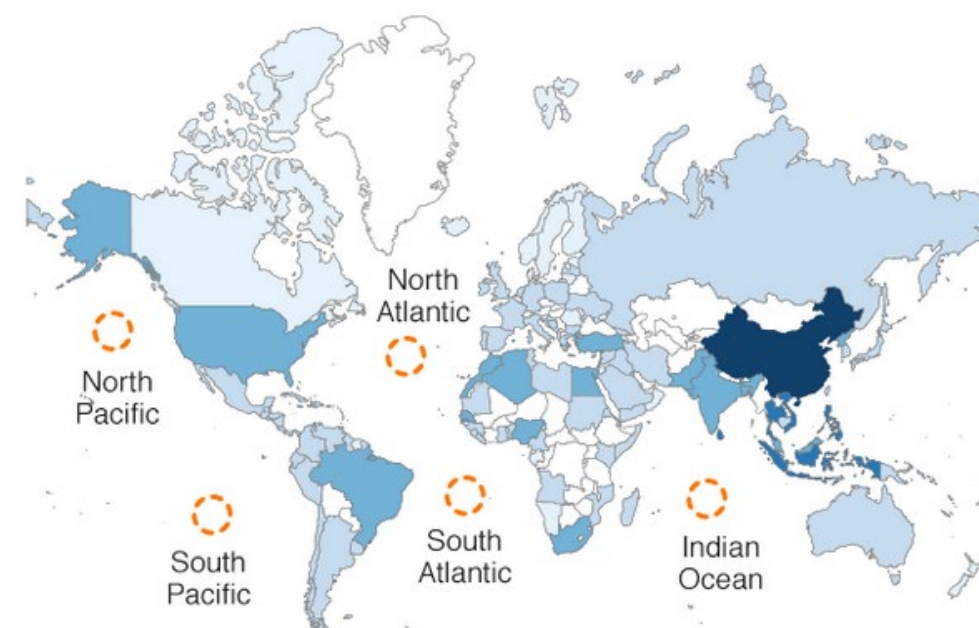 North
Atlantic
North
Pacific
South
Pacific
South
Atlantic
Indian
Ocean